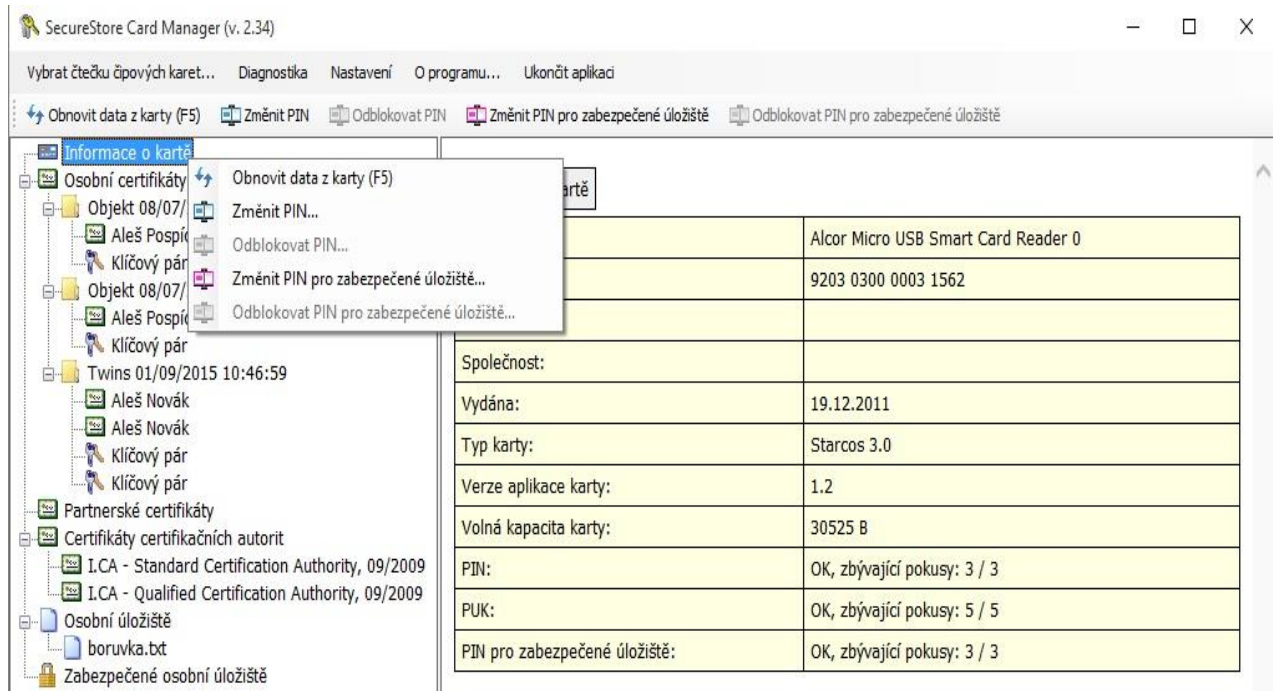 SecureStore Card Manager (v. 2.34)
Vybrat čtečku čipových karet... Diagnostika Nastavení O programu... Ukončit aplikaci
Obnovit data z karty (F5) Změnit PIN Odblokovat PIN Změnit PIN pro zabezpečené úložiště Odblokovat PIN pro zabezpečené úložiště
Informace o kartě
Osobní certifikáty
Objekt 08/07/
Aleš Pospíc
Klíčový pár
Objekt 08/07/
Aleš Pospíc
Klíčový pár
Twins 01/09/2015 10:46:59
Aleš Novák
Aleš Novák
Klíčový pár
Klíčový pár
Partnerské certifikáty
Certifikáty certifikačních autorit
I.CA - Standard Certification Authority, 09/2009
I.CA - Qualified Certification Authority, 09/2009
Osobní úložiště
boruvka.txt
Zabezpečené osobní úložiště
Obnovit data z karty (F5)
Změnit PIN...
Odblokovat PIN...
Změnit PIN pro zabezpečené úložiště...
Odblokovat PIN pro zabezpečené úložiště...
artě
Alcor Micro USB Smart Card Reader 0
9203 0300 0003 1562
Společnost:
Vydána: 19.12.2011
Typ karty: Starcos 3.0
Verze aplikace karty: 1.2
Volná kapacita karty: 30525 B
PIN: OK, zbývající pokusy: 3 / 3
PUK: OK, zbývající pokusy: 5 / 5
PIN pro zabezpečené úložiště: OK, zbývající pokusy: 3 / 3